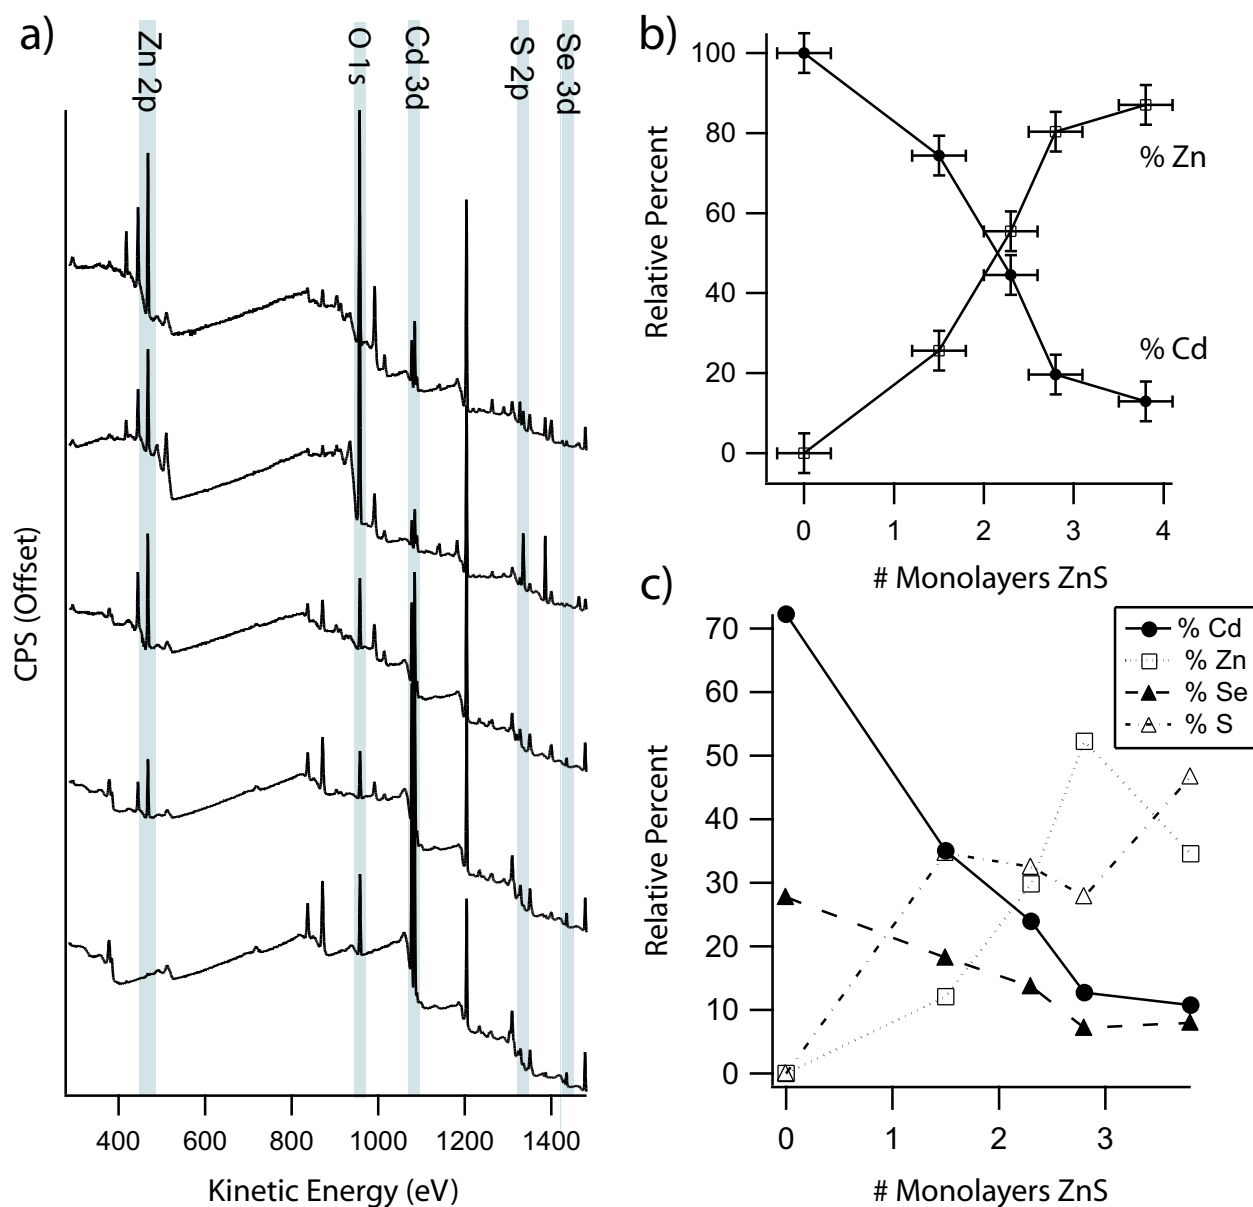 a)
Zn 2p
O 1s
Cd 3d
S 2p
Se 3d
CPS (Offset)
400 600 800 1000 1200 1400
Kinetic Energy (eV)
b)
100
80
60
40
20
0
Relative Percent
% Zn
% Cd
0 1 2 3 4
# Monolayers ZnS
c)
70
60
50
40
30
20
10
0
Relative Percent
% Cd
% Zn
% Se
% S
0 1 2 3
# Monolayers ZnS